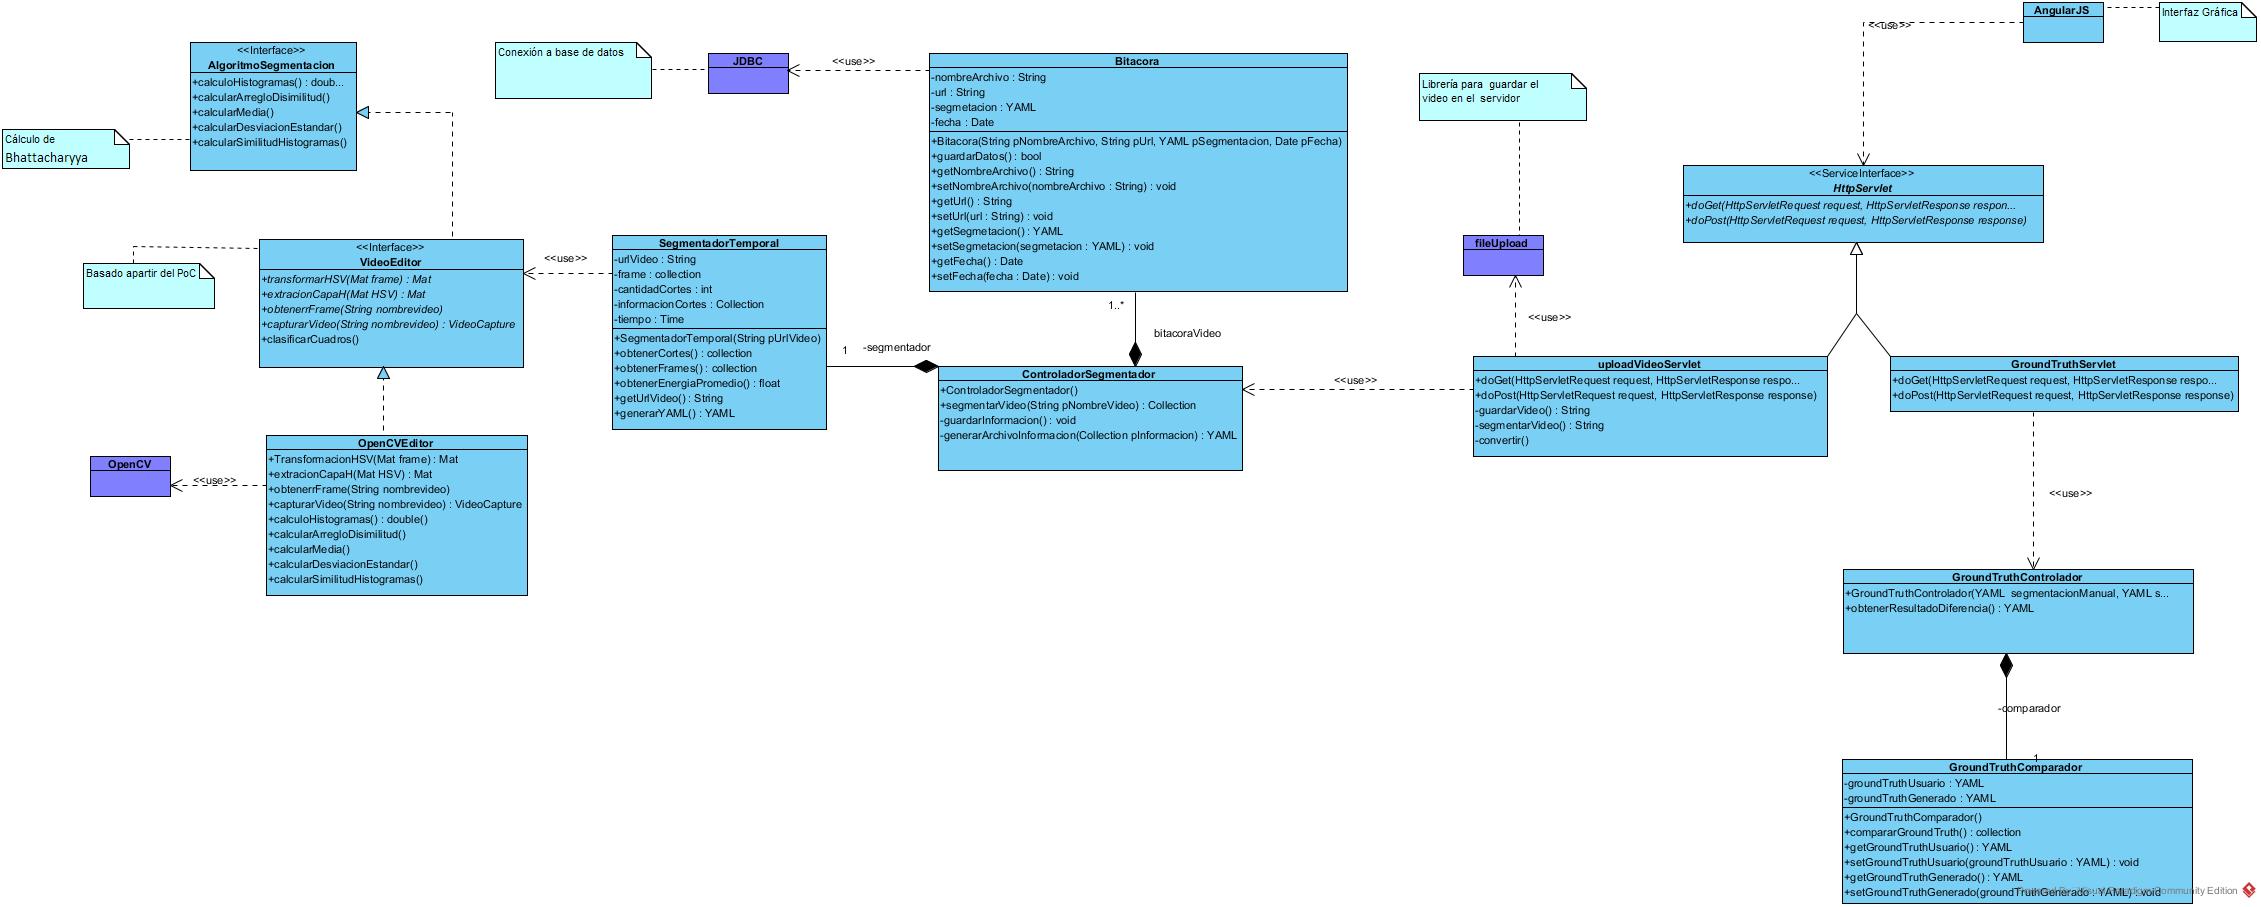 <<Interface>>
AlgoritmoSegmentacion
+calculoHistogramas() : doub...
+calcularArregloDisimilitud()
+calcularMedia()
+calcularDesviacionEstandar()
+calcularSimilitudHistogramas()
Cálculo de
Bhattacharyya
Conexión a base de datos
JDBC
<<use>>
Bitacora
-nombreArchivo : String
-url : String
-segmetacion : YAML
-fecha : Date
+Bitacora(String pNombreArchivo, String pUrl, YAML pSegmentacion, Date pFecha)
+guardarDatos() : bool
+getNombreArchivo() : String
+setNombreArchivo(nombreArchivo : String) : void
+getUrl() : String
+setUrl(url : String) : void
+getSegmetacion() : YAML
+setSegmetacion(segmetacion : YAML) : void
+getFecha() : Date
+setFecha(fecha : Date) : void
Librería para guardar el
video en el servidor
fileUpload
<<use>>
AngularJS
Interfaz Gráfica
<<use>>
<<ServiceInterface>>
HttpServlet
+doGet(HttpServletRequest request, HttpServletResponse respon...
+doPost(HttpServletRequest request, HttpServletResponse response)
<<Interface>>
VideoEditor
+transformarHSV(Mat frame) : Mat
+extracionCapaH(Mat HSV) : Mat
+obtenerrFrame(String nombrevideo)
+capturarVideo(String nombrevideo) : VideoCapture
+clasificarCuadros()
Basado apartir del PoC
<<use>>
SegmentadorTemporal
-urlVideo : String
-frame : collection
-cantidadCortes : int
-informacionCortes : Collection
-tiempo : Time
+SegmentadorTemporal(String pUrlVideo)
+obtenerCortes() : collection
+obtenerFrames() : collection
+obtenerEnergiaPromedio() : float
+getUrlVideo() : String
+generarYAML() : YAML
1
-segmentador
1..*
bitacoraVideo
ControladorSegmentador
+ControladorSegmentador()
+segmentarVideo(String pNombreVideo) : Collection
-guardarInformacion() : void
-generarArchivoInformacion(Collection pInformacion) : YAML
<<use>>
uploadVideoServlet
+doGet(HttpServletRequest request, HttpServletResponse respo...
+doPost(HttpServletRequest request, HttpServletResponse response)
-guardarVideo() : String
-segmentarVideo() : String
-convertir()
GroundTruthServlet
+doGet(HttpServletRequest request, HttpServletResponse respo...
+doPost(HttpServletRequest request, HttpServletResponse response)
OpenCV
<<use>>
OpenCVEditor
+TransformacionHSV(Mat frame) : Mat
+extracionCapaH(Mat HSV) : Mat
+obtenerrFrame(String nombrevideo)
+capturarVideo(String nombrevideo) : VideoCapture
+calculoHistogramas() : double()
+calcularArregloDisimilitud()
+calcularMedia()
+calcularDesviacionEstandar()
+calcularSimilitudHistogramas()
<<use>>
GroundTruthControlador
+GroundTruthControlador(YAML segmentacionManual, YAML s...
+obtenerResultadoDiferencia() : YAML
-comparador
1
GroundTruthComparador
-groundTruthUsuario : YAML
-groundTruthGenerado : YAML
+GroundTruthComparador()
+compararGroundTruth() : collection
+getGroundTruthUsuario() : YAML
+setGroundTruthUsuario(groundTruthUsuario : YAML) : void
+getGroundTruthGenerado() : YAML
+setGroundTruthGenerado(groundTruthGenerado : YAML) : void
Community Edition